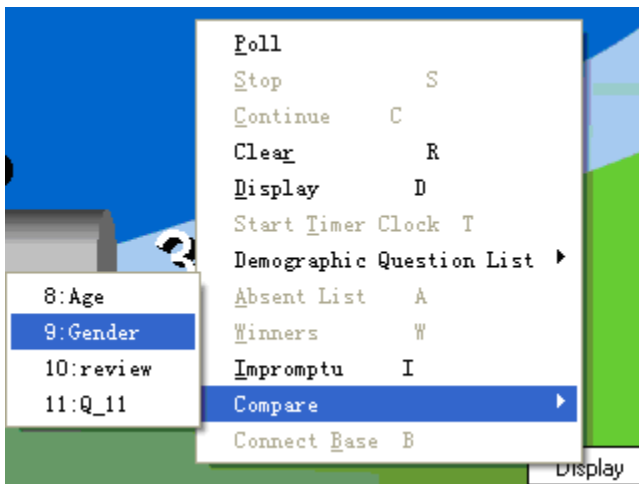 Poll
Stop S
Continue C
Clear R
Display D
Start Timer Clock T
Demographic Question List
Absent List A
Winners W
Impromptu I
Compare
Connect Base B
8:Age
9:Gender
10:review
11:Q_11
3
Display